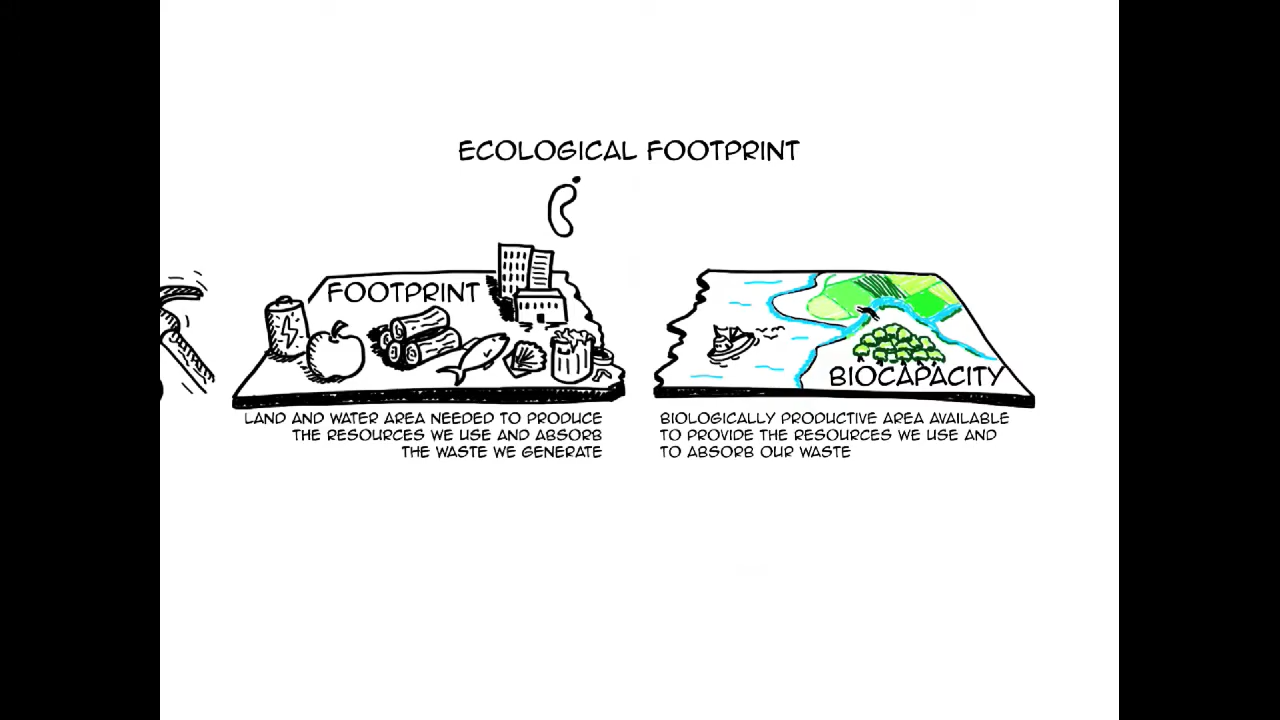 ECOLOGICAL FOOTPRINT
FOOTPRINT
LAND AND WATER AREA NEEDED TO PRODUCE
THE RESOURCES WE USE AND ABSORB
THE WASTE WE GENERATE
BIOCAPACITY
BIOLOGICALLY PRODUCTIVE AREA AVAILABLE
TO PROVIDE THE RESOURCES WE USE AND
TO ABSORB OUR WASTE